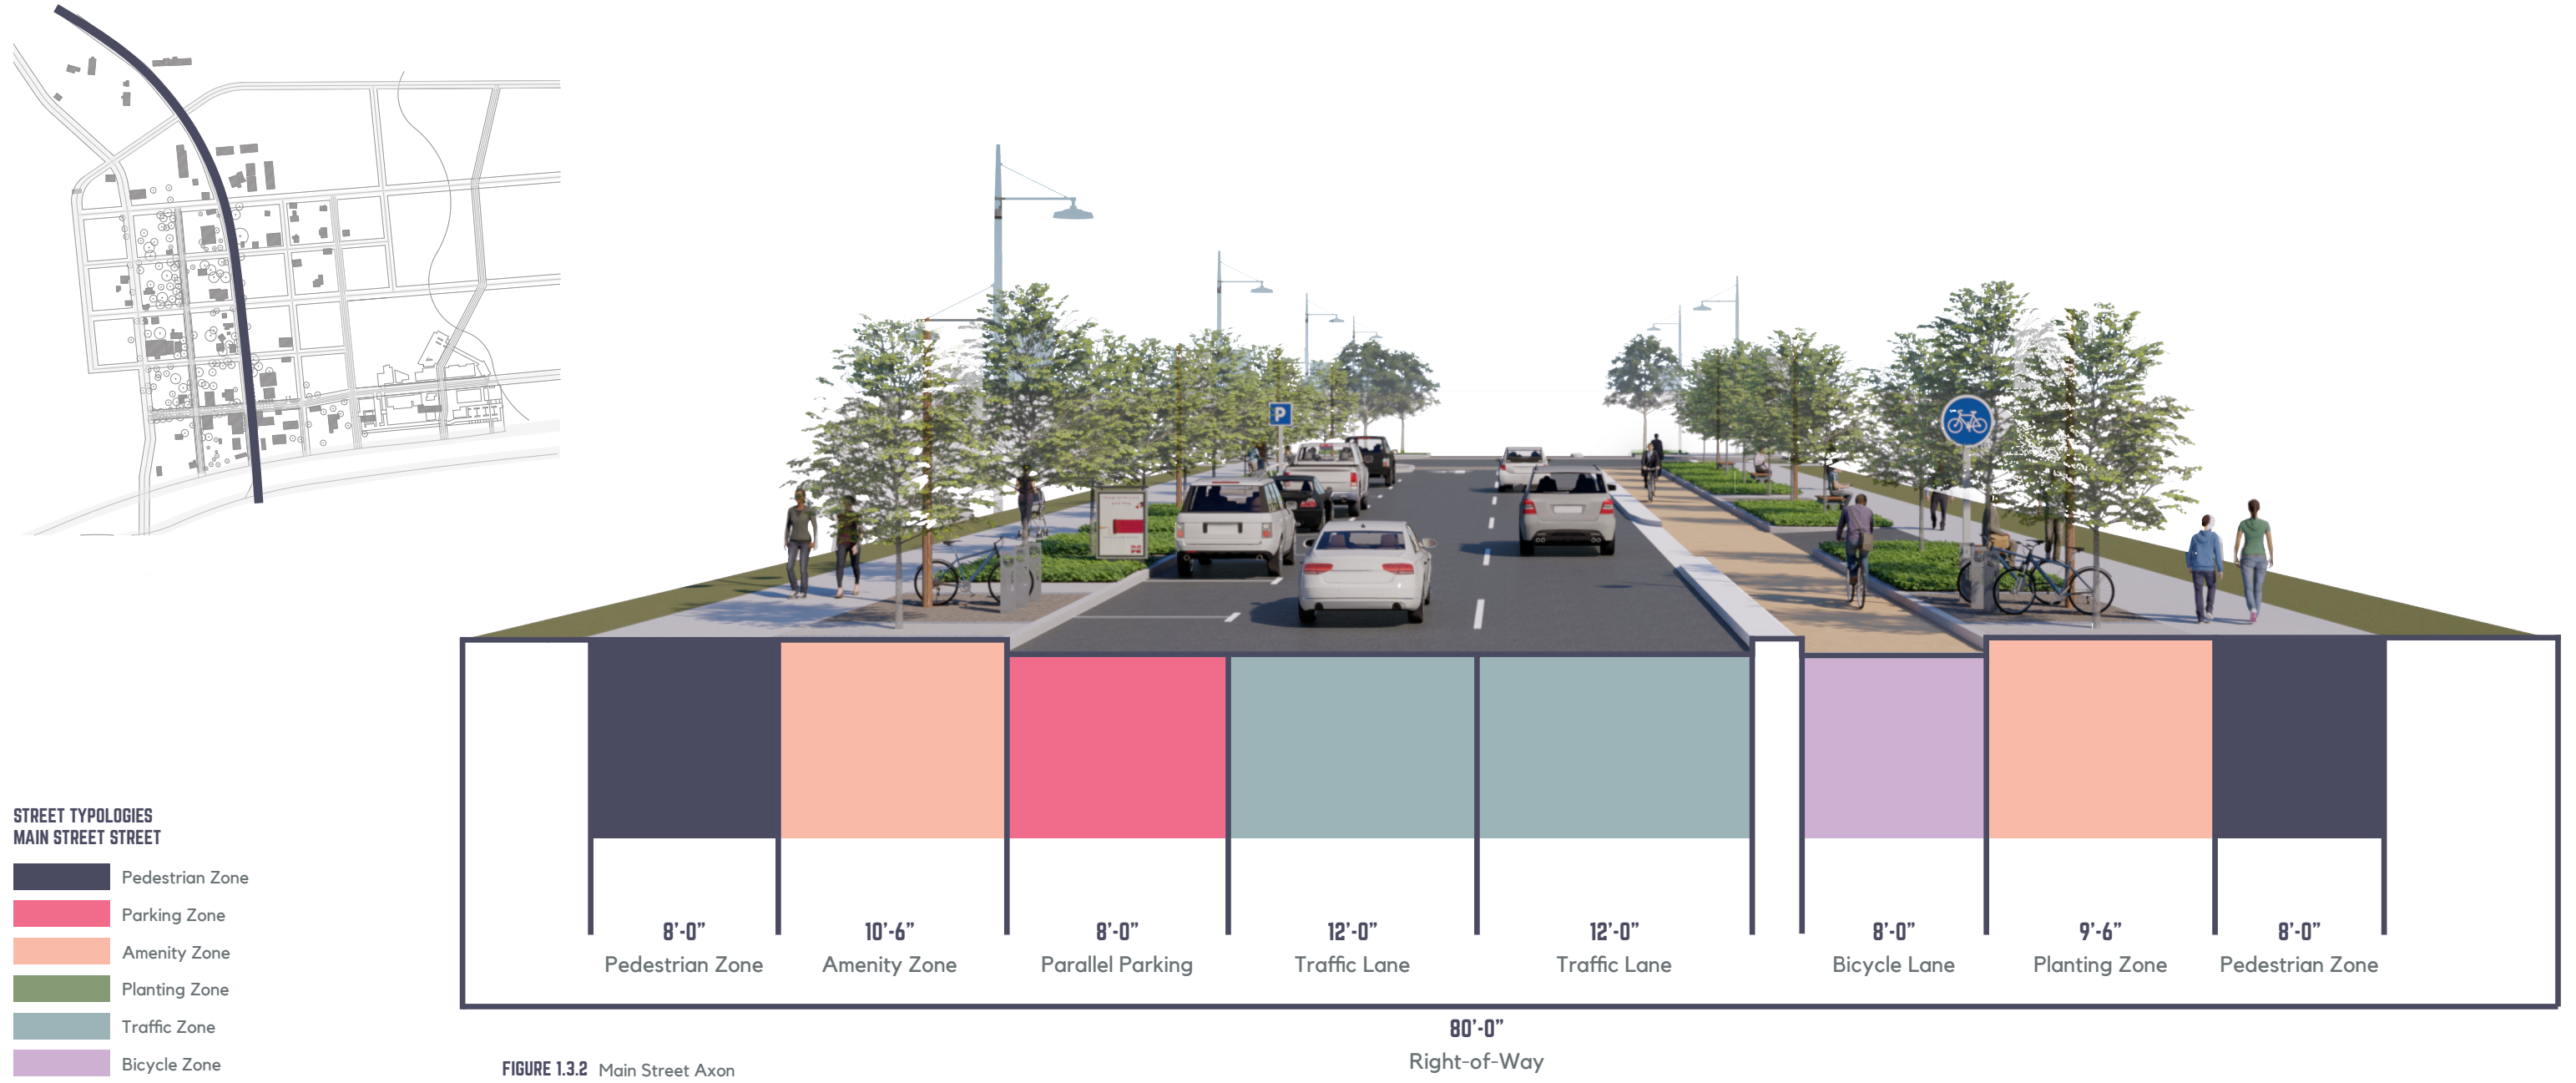 P
STREET TYPOLOGIES
MAIN STREET STREET
Pedestrian Zone
Parking Zone
Amenity Zone
Planting Zone
Traffic Zone
Bicycle Zone
8'-0"
Pedestrian Zone
10'-6"
Amenity Zone
8'-0"
Parallel Parking
12'-0"
Traffic Lane
12'-0"
Traffic Lane
8'-0"
Bicycle Lane
9'-6"
Planting Zone
8'-0"
Pedestrian Zone
80'-0"
Right-of-Way
FIGURE 1.3.2 Main Street Axon